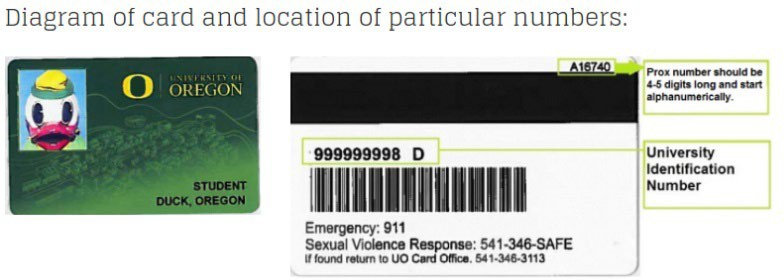 Diagram of card and location of particular numbers:
UNIVERSITY OF
OREGON
STUDENT
DUCK, OREGON
A16740
Prox number should be
4-5 digits long and start
alphanumerically.
999999998 D
University
Identification
Number
Emergency: 911
Sexual Violence Response: 541-346-SAFE
If found return to UO Card Office. 541-346-3113